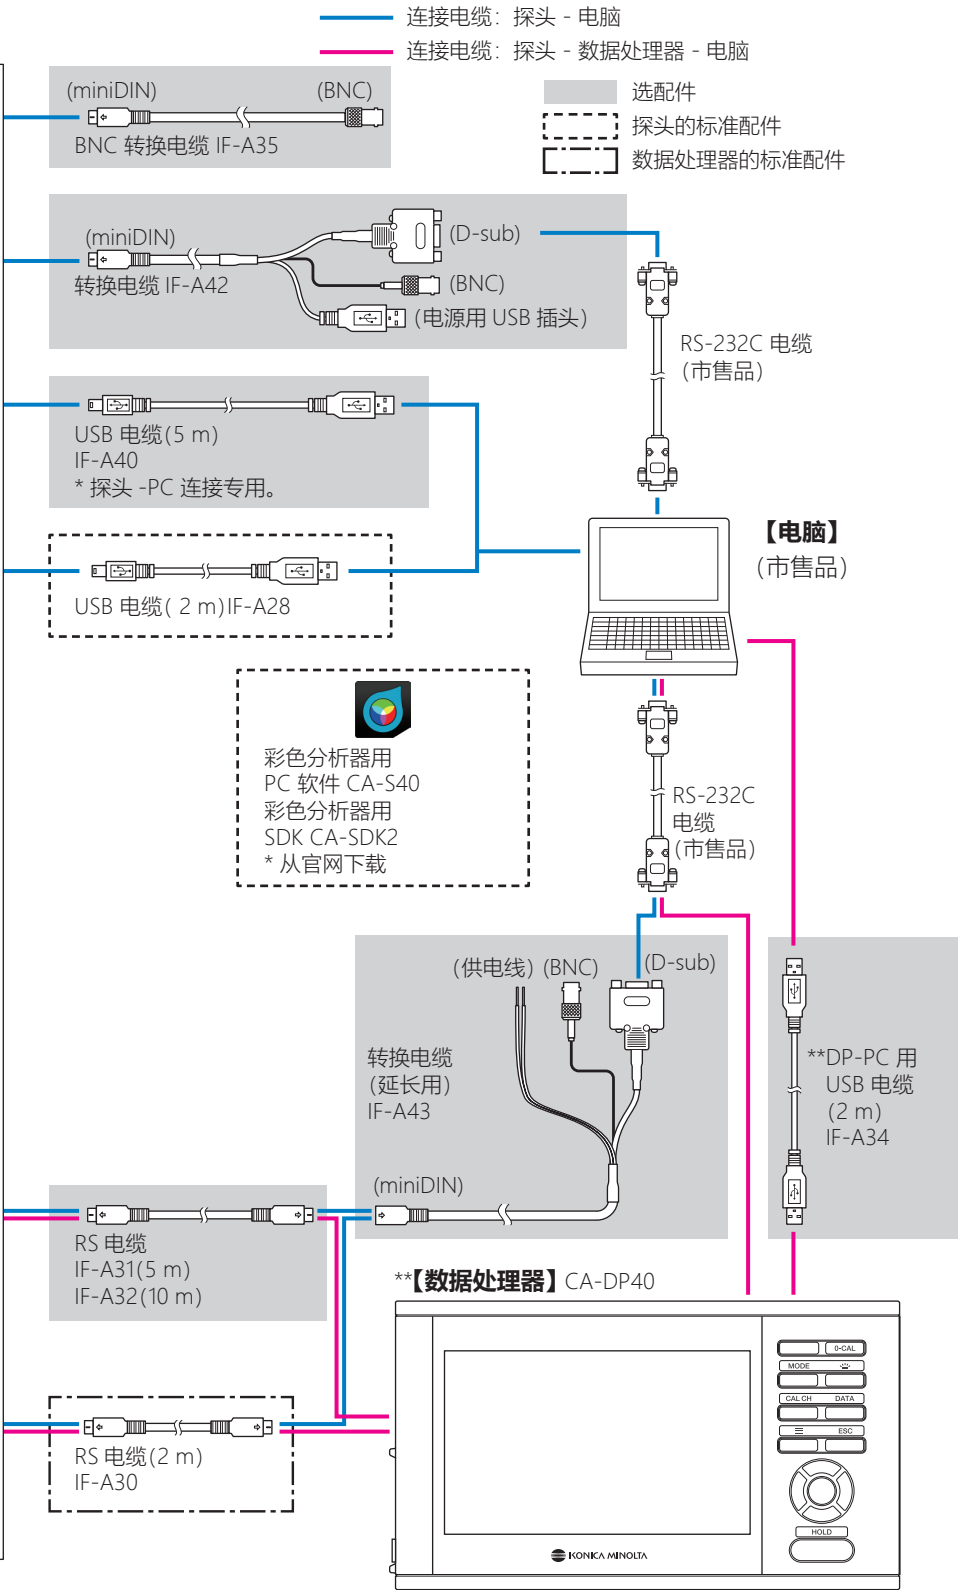 连接电缆：探头 - 电脑
连接电缆：探头 - 数据处理器 - 电脑
选配件
探头的标准配件
数据处理器的标准配件
(miniDIN)
(BNC)
BNC 转换电缆 IF-A35
(miniDIN)
(D-sub)
转换电缆 IF-A42
(BNC)
(电源用 USB 插头)
RS-232C 电缆
(市售品)
USB 电缆(5 m)
IF-A40
* 探头 -PC 连接专用。
【电脑】
(市售品)
USB 电缆( 2 m)IF-A28
彩色分析器用
PC 软件 CA-S40
彩色分析器用
SDK CA-SDK2
* 从官网下载
RS-232C
电缆
(市售品)
(供电线) (BNC)
(D-sub)
转换电缆
(延长用)
IF-A43
(miniDIN)
**DP-PC 用
USB 电缆
(2 m)
IF-A34
RS 电缆
IF-A31(5 m)
IF-A32(10 m)
**【数据处理器】CA-DP40
0-CAL
MODE
CAL CH DATA
ESC
HOLD
RS 电缆(2 m)
IF-A30
KONICA MINOLTA